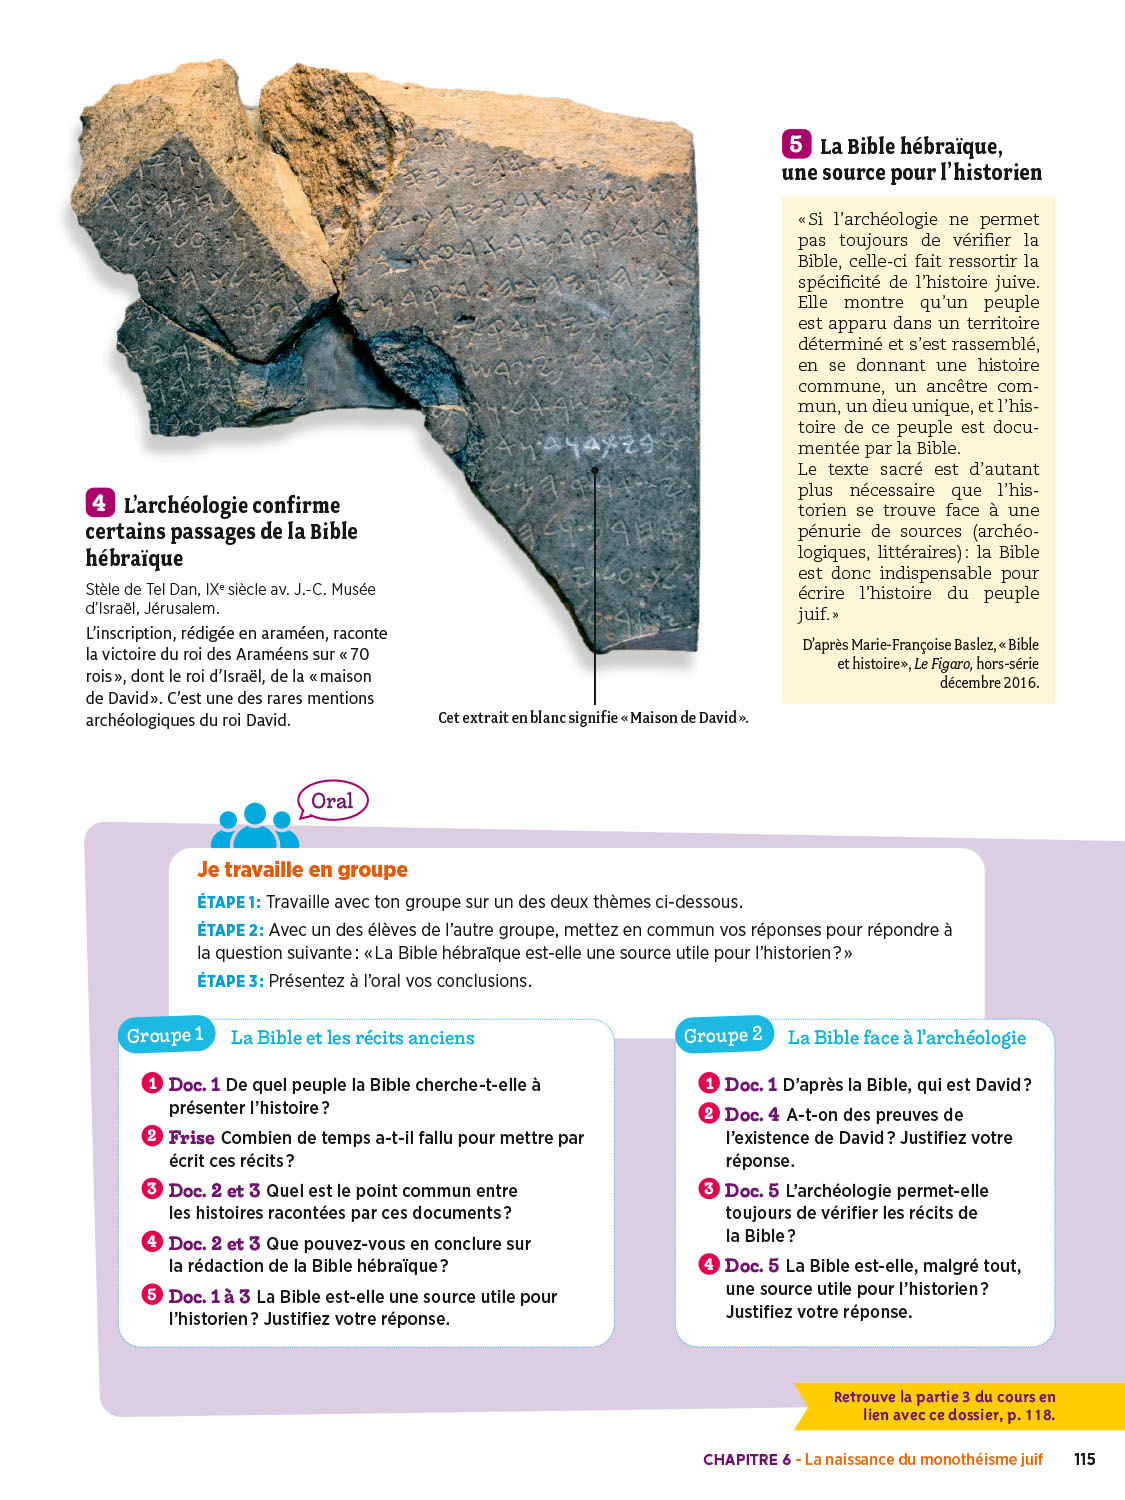 4 L'archéologie confirme
certains passages de la Bible
hébraïque
Stèle de Tel Dan, IXe siècle av. J.-C. Musée
d'Israël, Jérusalem.
L'inscription, rédigée en araméen, raconte
la victoire du roi des Araméens sur « 70
rois », dont le roi d'Israël, de la « maison
de David ». C'est une des rares mentions
archéologiques du roi David.
Cet extrait en blanc signifie « Maison de David ».
5 La Bible hébraïque,
une source pour l'historien
« Si l'archéologie ne permet
pas toujours de vérifier la
Bible, celle-ci fait ressortir la
spécificité de l'histoire juive.
Elle montre qu'un peuple
est apparu dans un territoire
déterminé et s'est rassemblé,
en se donnant une histoire
commune, un ancêtre com-
mun, un dieu unique, et l'his-
toire de ce peuple est docu-
mentée par la Bible.
Le texte sacré est d'autant
plus nécessaire que l'his-
torien se trouve face à une
pénurie de sources (archéo-
logiques, littéraires) : la Bible
est donc indispensable pour
écrire l'histoire du peuple
juif. »
D'après Marie-Françoise Baslez, « Bible
et histoire », Le Figaro, hors-série
décembre 2016.
Oral
Je travaille en groupe
ÉTAPE 1 : Travaille avec ton groupe sur un des deux thèmes ci-dessous.
ÉTAPE 2 : Avec un des élèves de l'autre groupe, mettez en commun vos réponses pour répondre à
la question suivante : « La Bible hébraïque est-elle une source utile pour l'historien ? »
ÉTAPE 3 : Présentez à l'oral vos conclusions.
Groupe 1 La Bible et les récits anciens
1 Doc. 1 De quel peuple la Bible cherche-t-elle à
présenter l'histoire ?
2 Frise Combien de temps a-t-il fallu pour mettre par
écrit ces récits ?
3 Doc. 2 et 3 Quel est le point commun entre
les histoires racontées par ces documents ?
4 Doc. 2 et 3 Que pouvez-vous en conclure sur
la rédaction de la Bible hébraïque ?
5 Doc. 1 à 3 La Bible est-elle une source utile pour
l'historien ? Justifiez votre réponse.
Groupe 2 La Bible face à l'archéologie
1 Doc. 1 D'après la Bible, qui est David ?
2 Doc. 4 A-t-on des preuves de
l'existence de David ? Justifiez votre
réponse.
3 Doc. 5 L'archéologie permet-elle
toujours de vérifier les récits de
la Bible ?
4 Doc. 5 La Bible est-elle, malgré tout,
une source utile pour l'historien ?
Justifiez votre réponse.
Retrouve la partie 3 du cours en
lien avec ce dossier, p. 118.
CHAPITRE 6 - La naissance du monothéisme juif 115